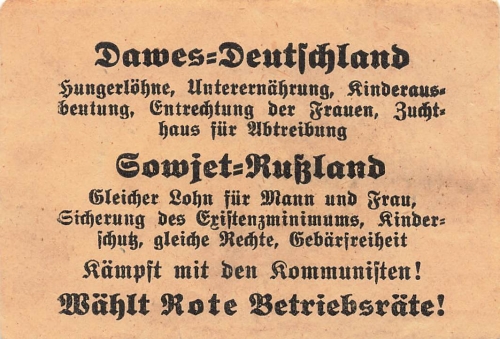 Dawes=Deutschland
Hungerlöhne, Unterernährung, Kinderaus=
beutung, Entrechtung der Frauen, Zucht=
haus für Abtreibung
Sowjet=Rußland
Gleicher Lohn für Mann und Frau,
Sicherung des Existenzminimums, Kinder=
schutz, gleiche Rechte, Gebärfreiheit
Kämpft mit den Kommunisten!
Wählt Rote Betriebsräte!